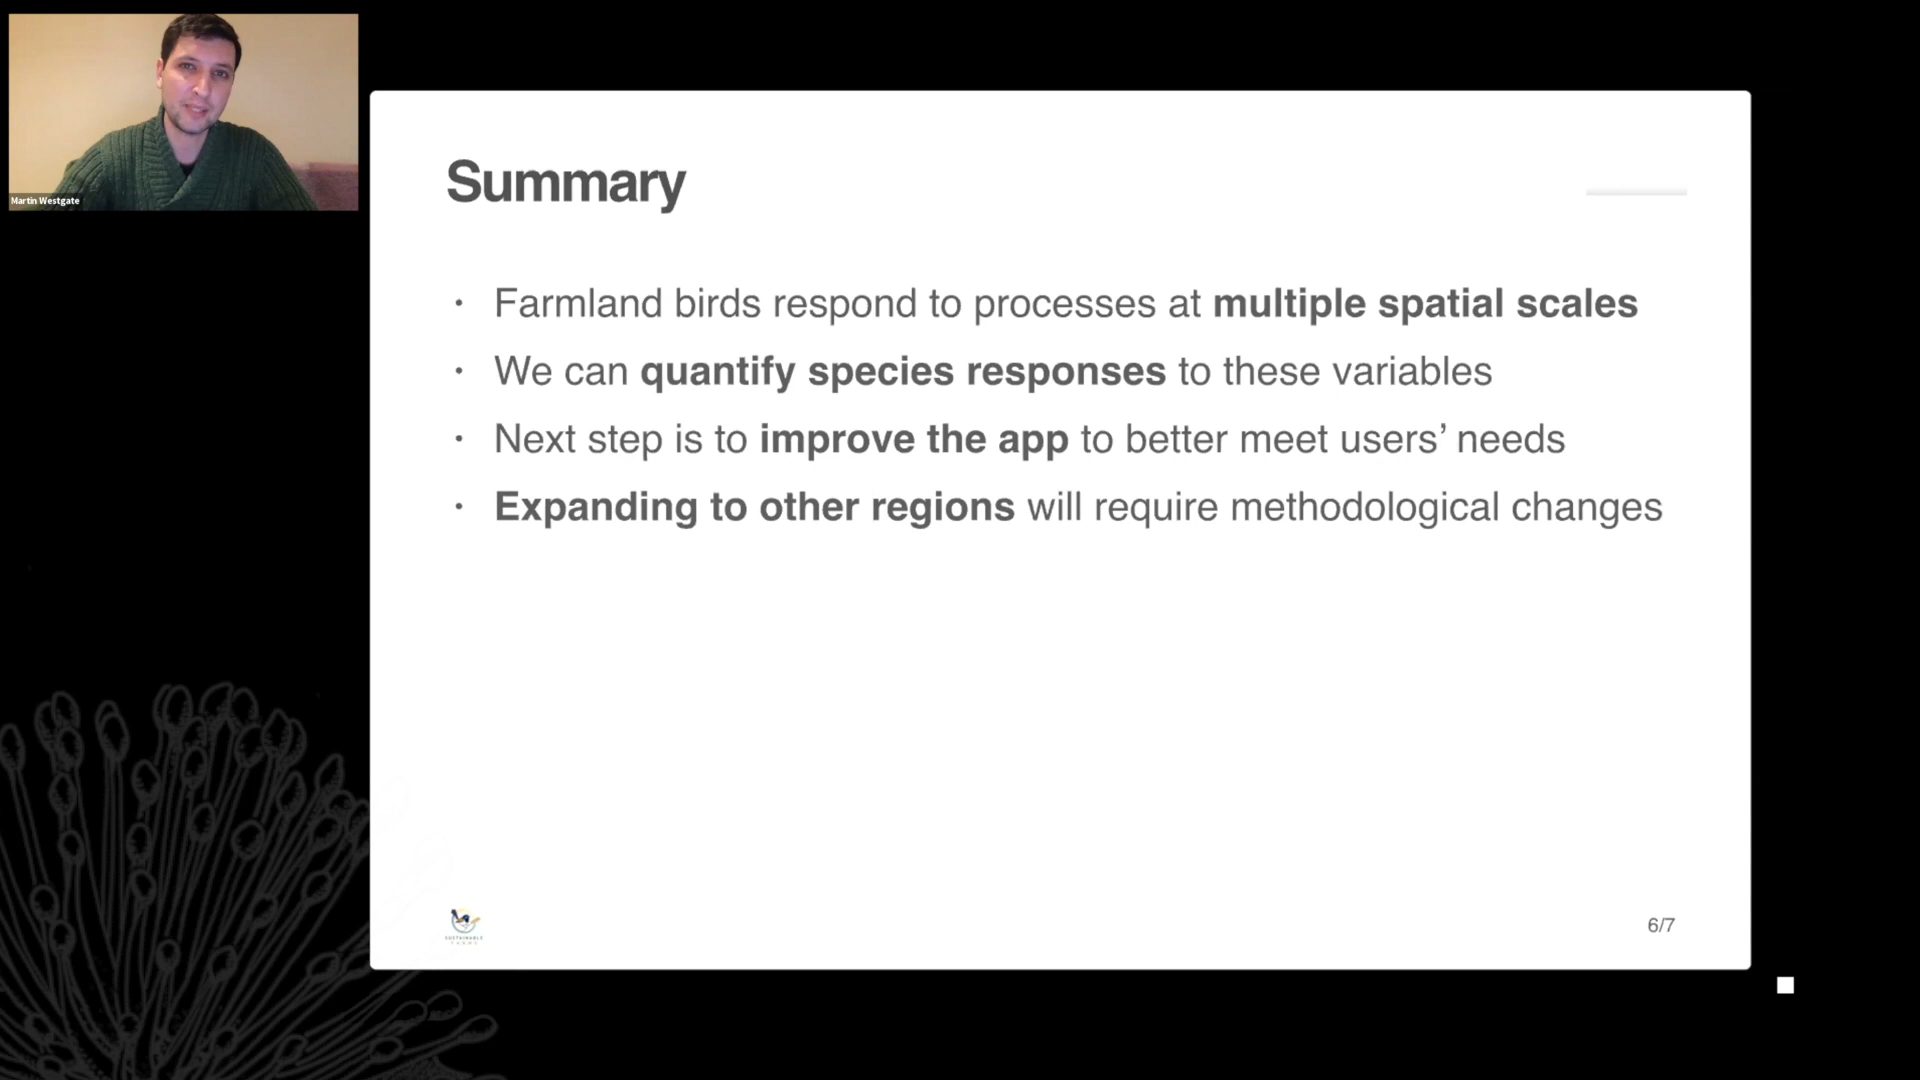 Martin Westgate
Summary
• Farmland birds respond to processes at multiple spatial scales
• We can quantify species responses to these variables
• Next step is to improve the app to better meet users’ needs
• Expanding to other regions will require methodological changes
SUSTAINABLE
FARMS
6/7